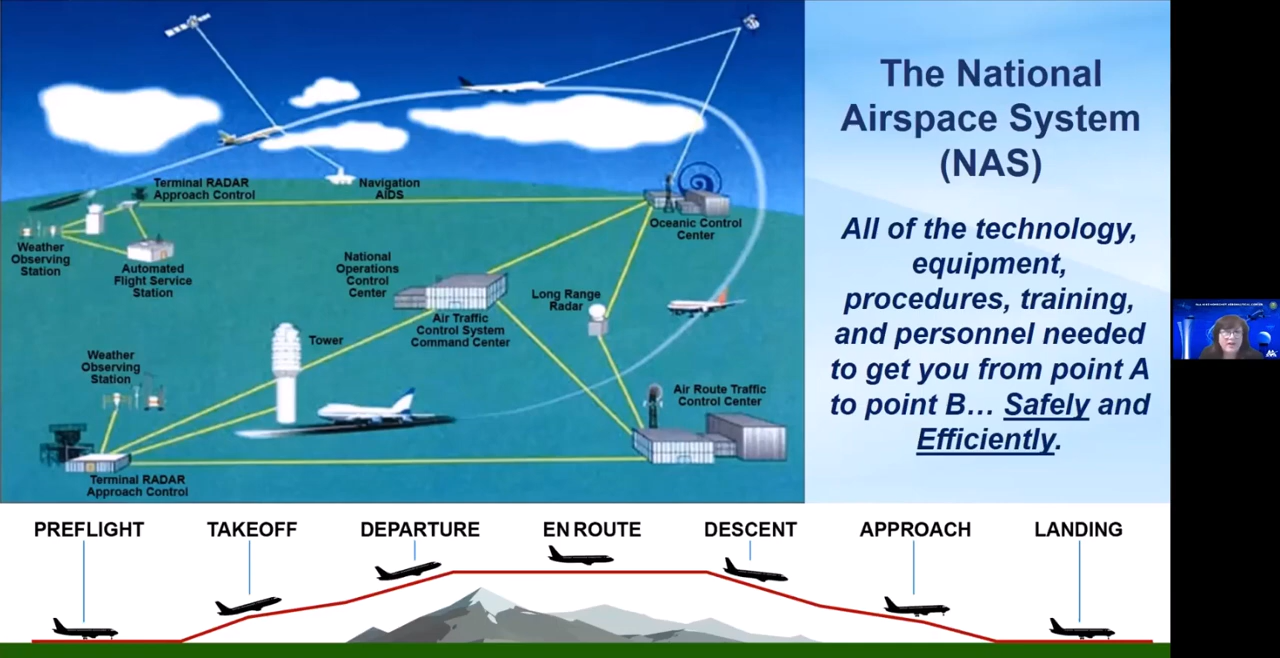 The National
Airspace System
(NAS)
All of the technology,
equipment,
procedures, training,
and personnel needed
to get you from point A
to point B... Safely and
Efficiently.
Terminal RADAR
Approach Control
Navigation
AIDS
Weather
Observing
Station
Automated
Flight Service
Station
Oceanic Control
Center
National
Operations
Control
Center
Air Traffic
Control System
Command Center
Long Range
Radar
Tower
Weather
Observing
Station
Air Route Traffic
Control Center
Terminal RADAR
Approach Control
PREFLIGHT
TAKEOFF
DEPARTURE
EN ROUTE
DESCENT
APPROACH
LANDING